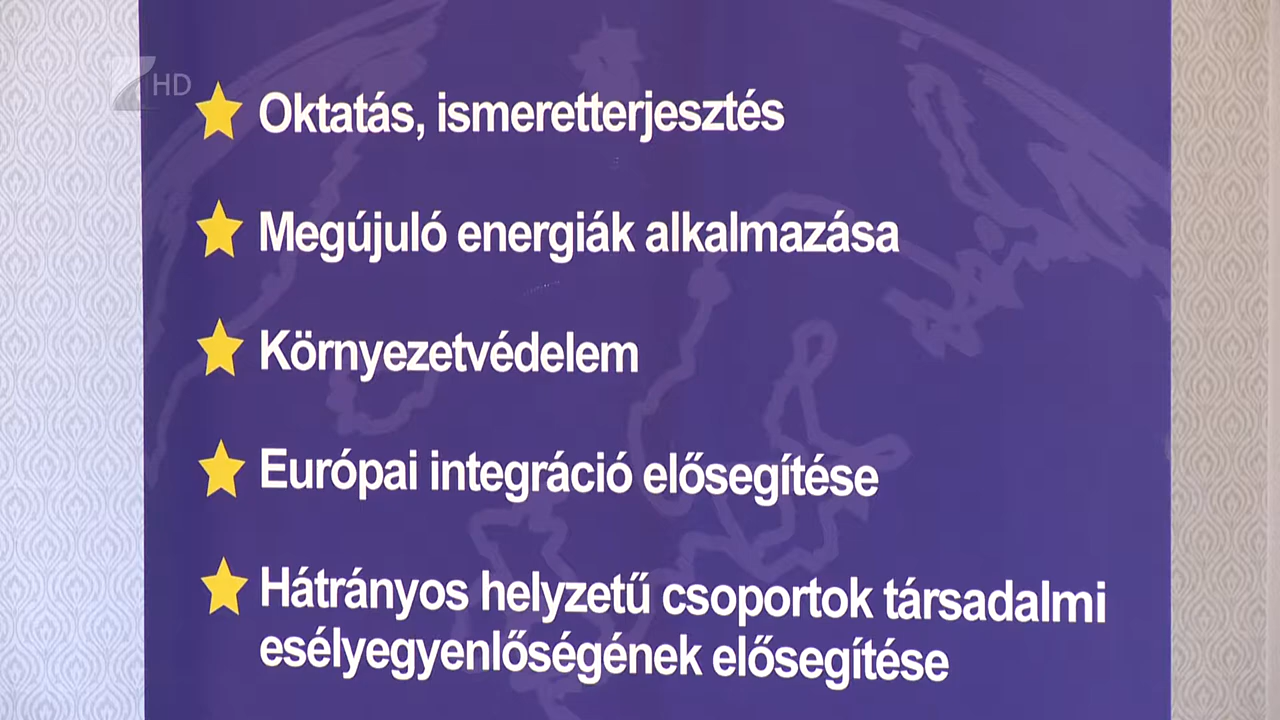 HD
Oktatás, ismeretterjesztés
Megújuló energiák alkalmazása
Környezetvédelem
Európai integráció elősegítése
Hátrányos helyzetű csoportok társadalmi
esélyegyenlőségének elősegítése